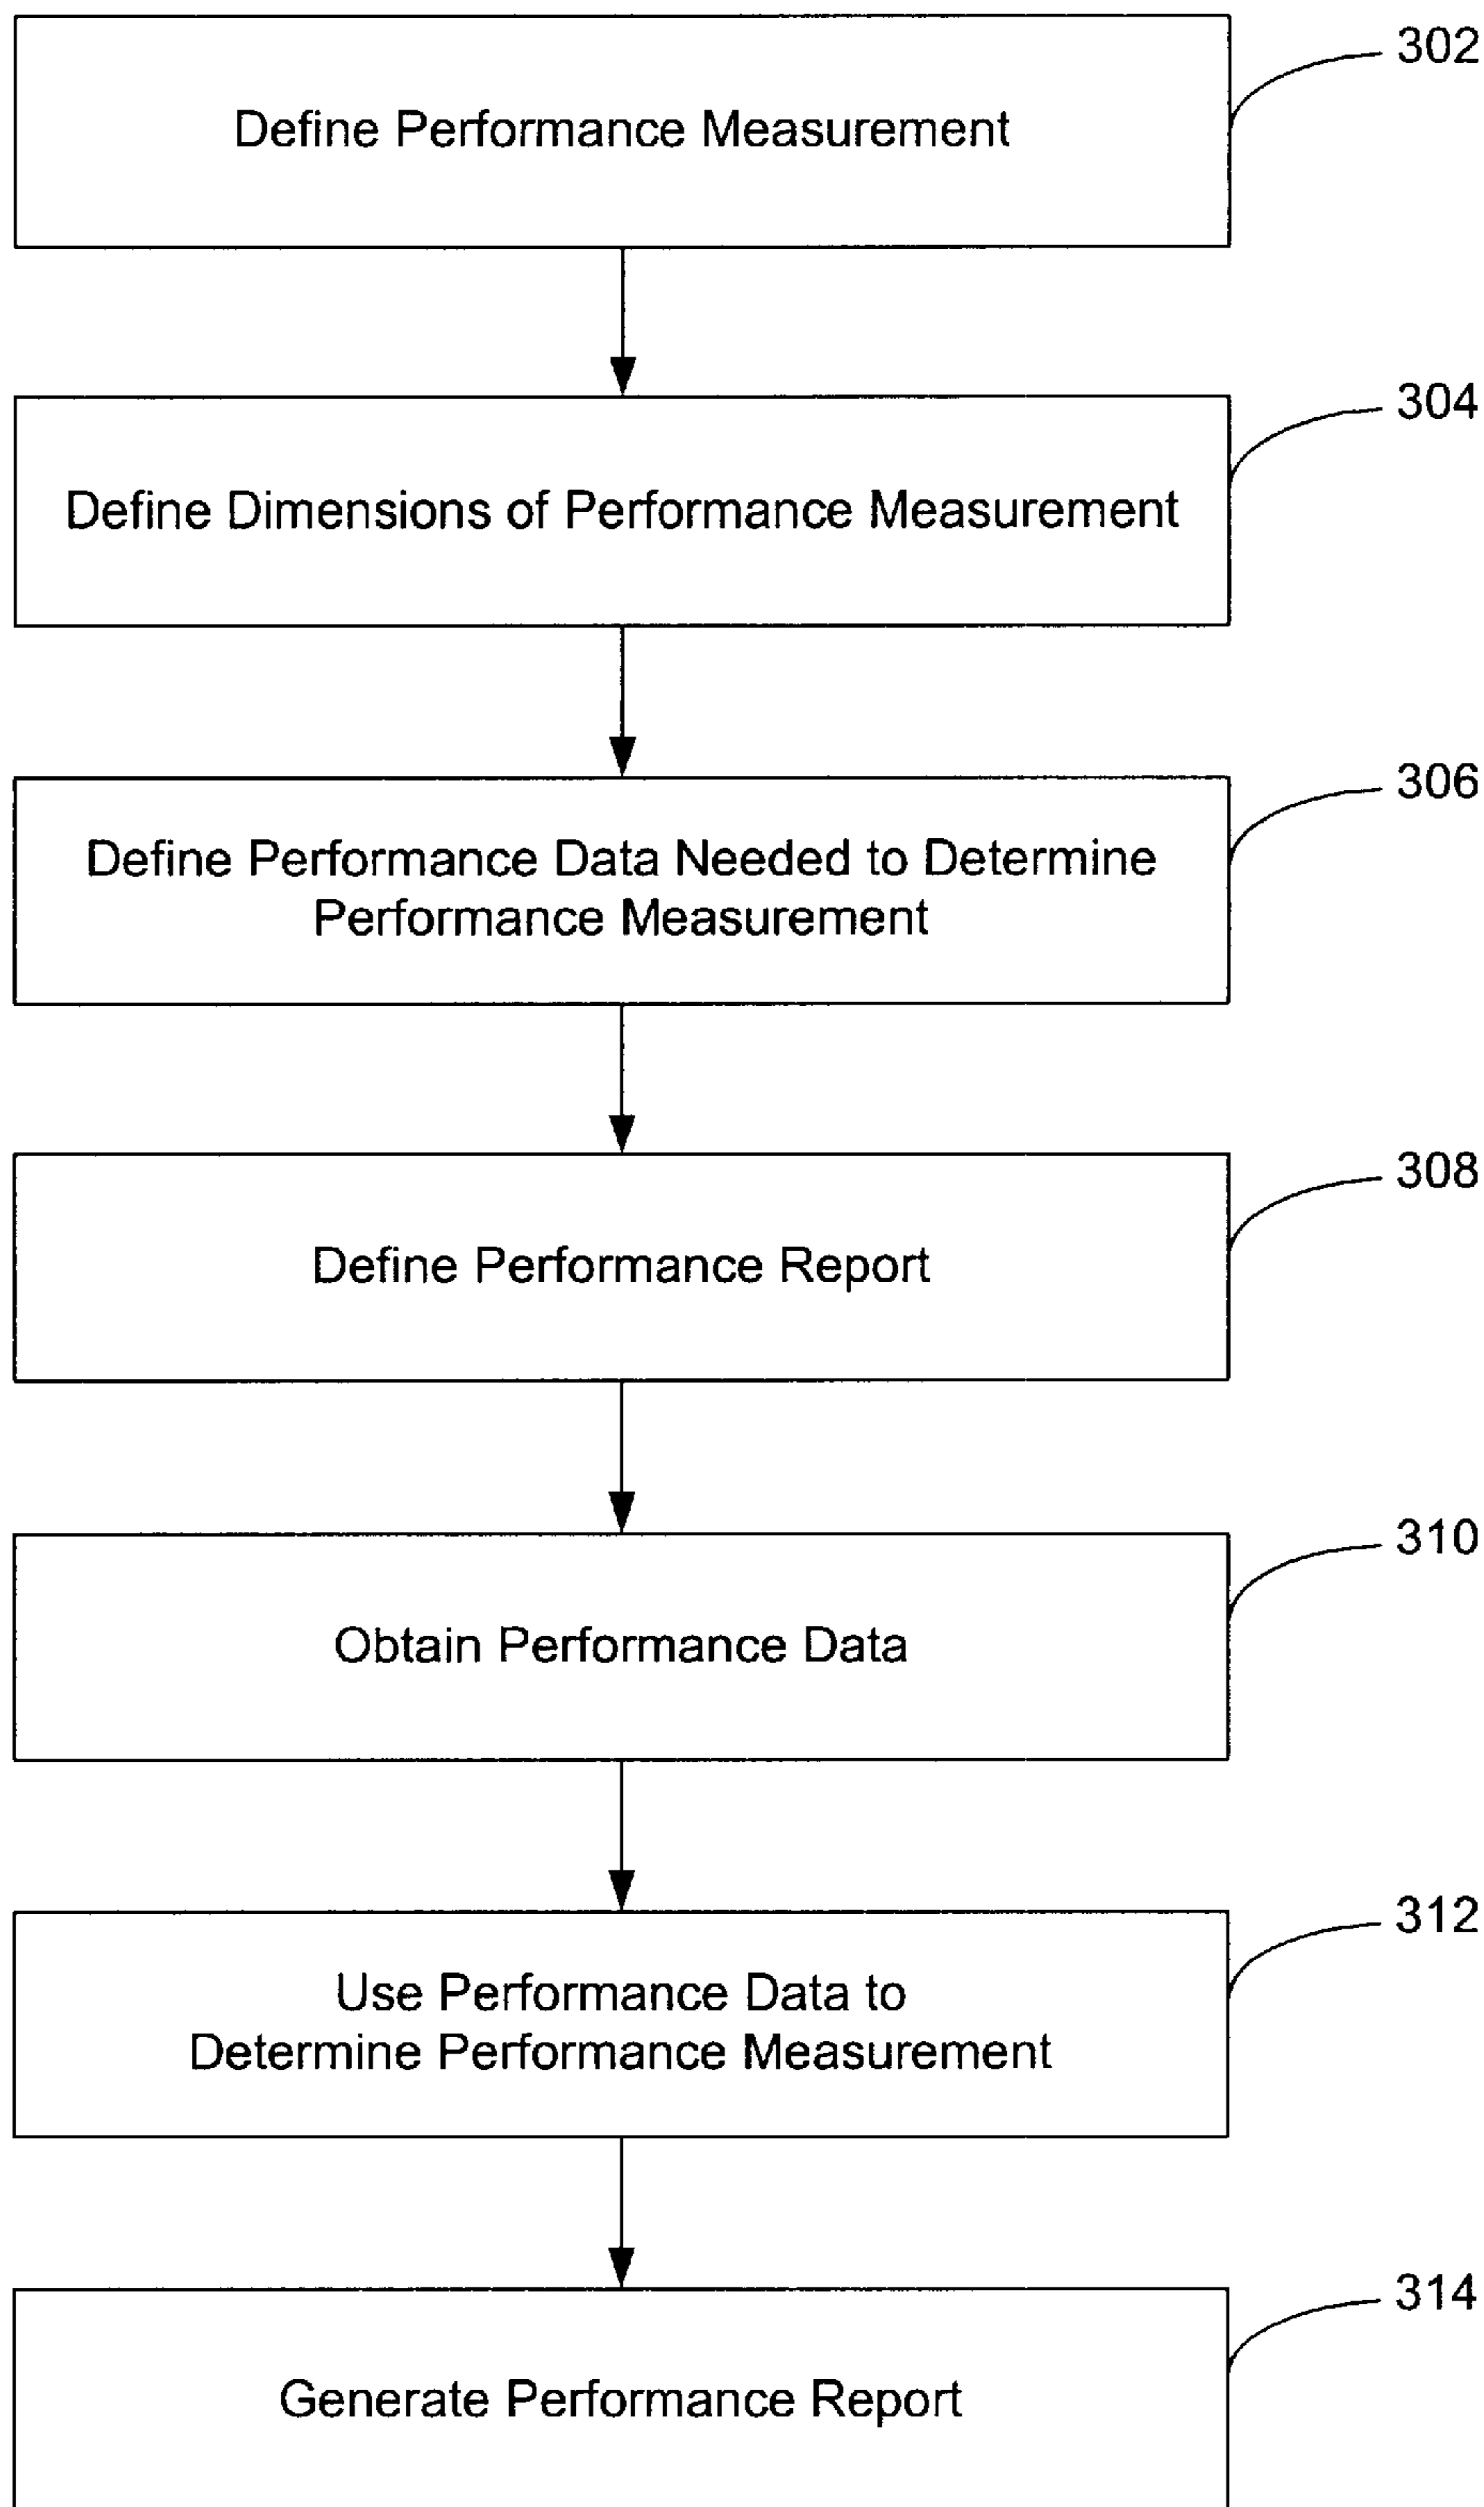 302
Define Performance Measurement
304
Define Dimensions of Performance Measurement
306
Define Performance Data Needed to Determine
Performance Measurement
308
Define Performance Report
310
Obtain Performance Data
312
Use Performance Data to
Determine Performance Measurement
314
Generate Performance Report